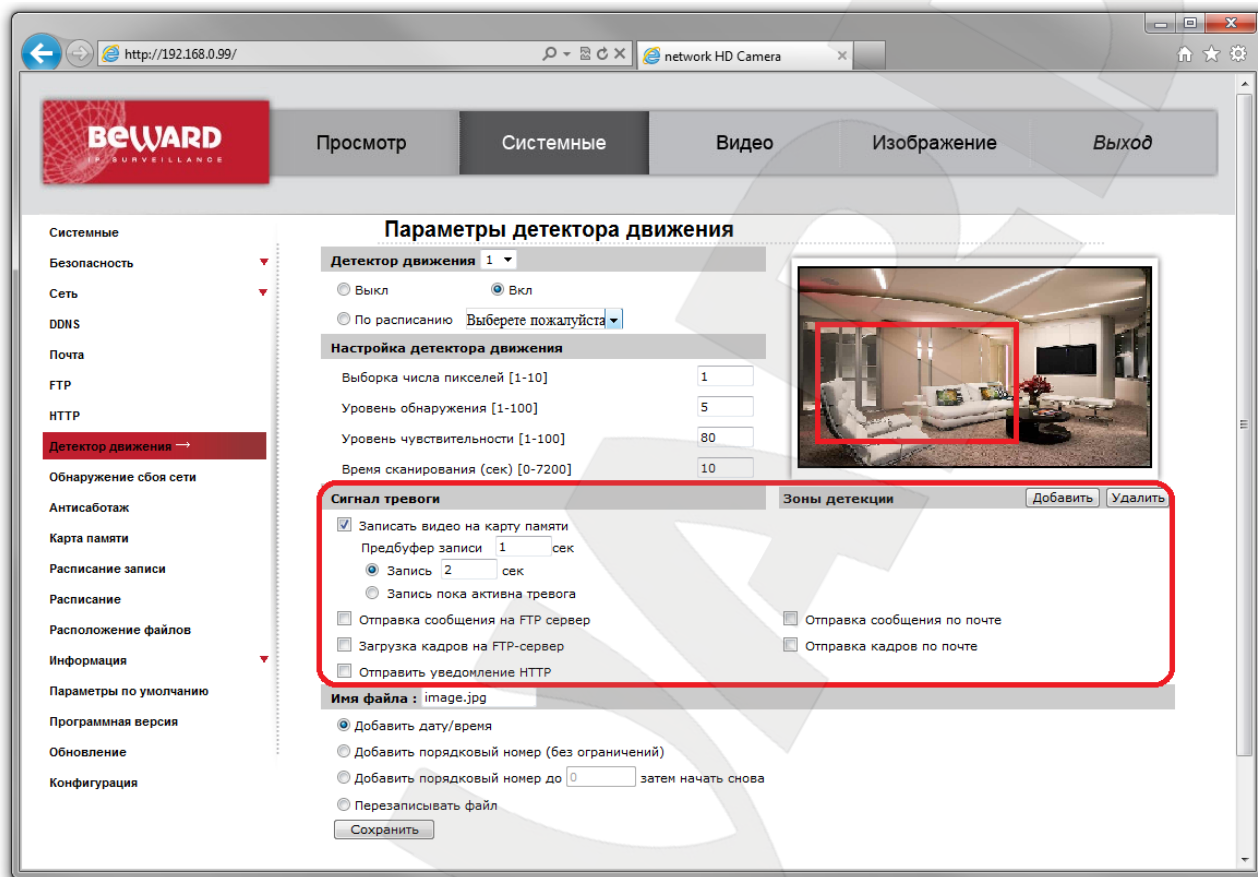 http://192.168.0.99/
network HD Camera
BEWARD
IP SURVEILLANCE
Просмотр
Системные
Видео
Изображение
Выход
Системные
Безопасность
Сеть
DDNS
Почта
FTP
HTTP
Детектор движения →
Обнаружение сбоя сети
Антисаботаж
Карта памяти
Расписание записи
Расписание
Расположение файлов
Информация
Параметры по умолчанию
Программная версия
Обновление
Конфигурация
Параметры детектора движения
Детектор движения 1
Выкл Вкл
По расписанию Выберете пожалуйста
Настройка детектора движения
Выборка числа пикселей [1-10] 1
Уровень обнаружения [1-100] 5
Уровень чувствительности [1-100] 80
Время сканирования (сек) [0-7200] 10
Сигнал тревоги
Зоны детекции Добавить Удалить
Записать видео на карту памяти
Предбуфер записи 1 сек
Запись 2 сек
Запись пока активна тревога
Отправка сообщения на FTP сервер
Отправка сообщения по почте
Загрузка кадров на FTP-сервер
Отправка кадров по почте
Отправить уведомление HTTP
Имя файла : image.jpg
Добавить дату/время
Добавить порядковый номер (без ограничений)
Добавить порядковый номер до 0 затем начать снова
Перезаписывать файл
Сохранить